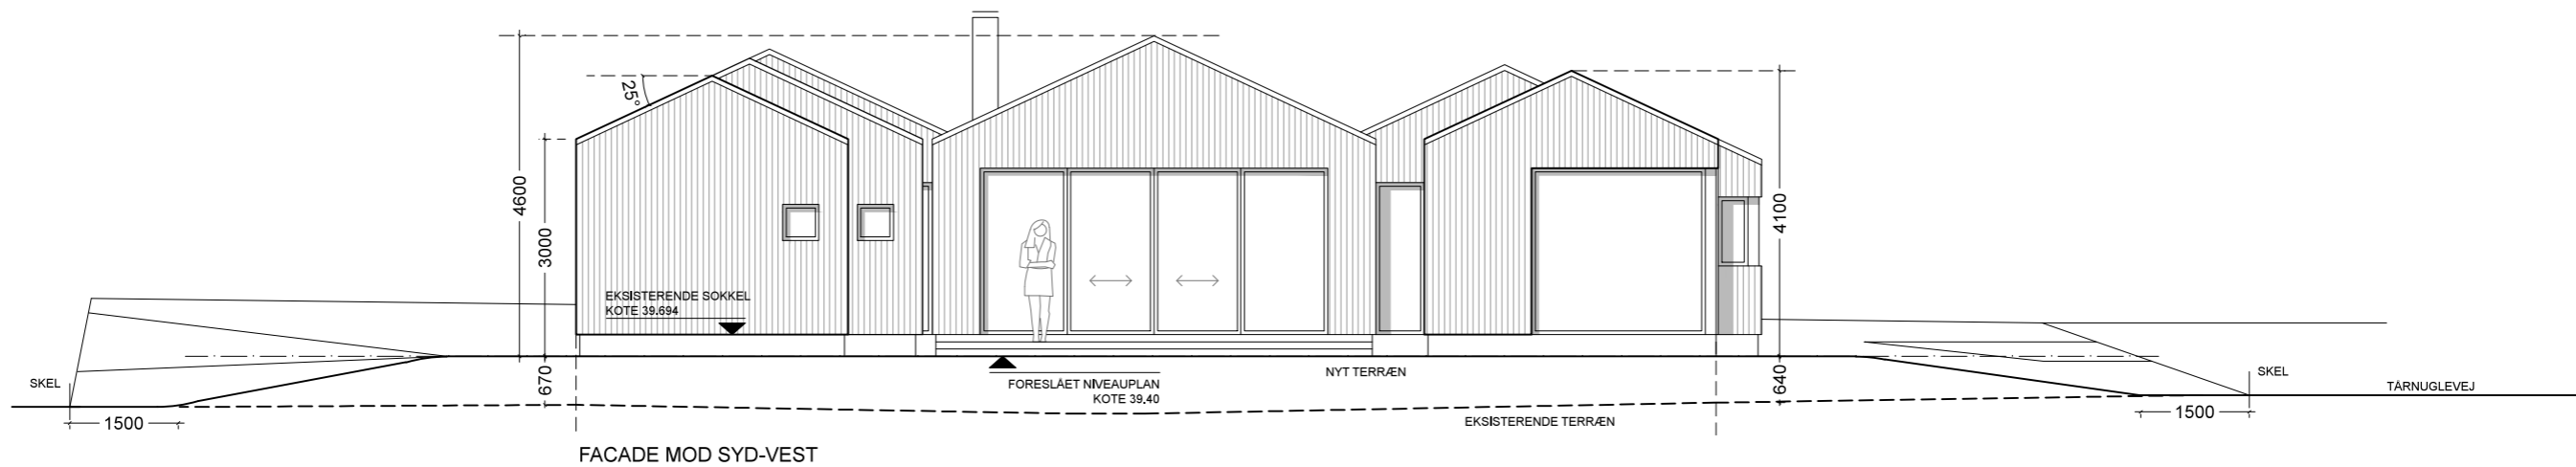 25°
4600
3000
4100
EKSISTERENDE SOKKEL
KOTE 39.694
SKEL
670
FORESLÅET NIVEAUPLAN
KOTE 39.40
NYT TERRÆN
640
SKEL
TÅRNUGLEVEJ
1500
EKSISTERENDE TERRÆN
1500
FACADE MOD SYD-VEST